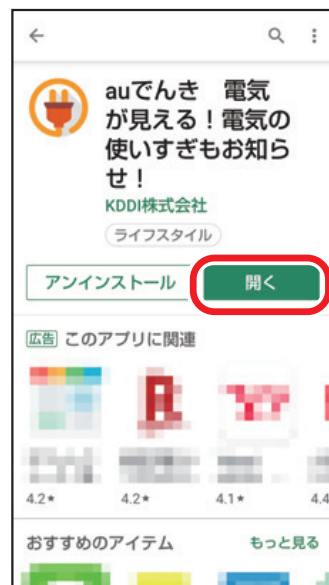 auでんき　電気
が見える！電気の
使いすぎもお知ら
せ！
KDDI株式会社
ライフスタイル
アンインストール
開く
広告 このアプリに関連
4.2★ 4.2★ 4.1★ 4.4
おすすめのアイテム もっと見る